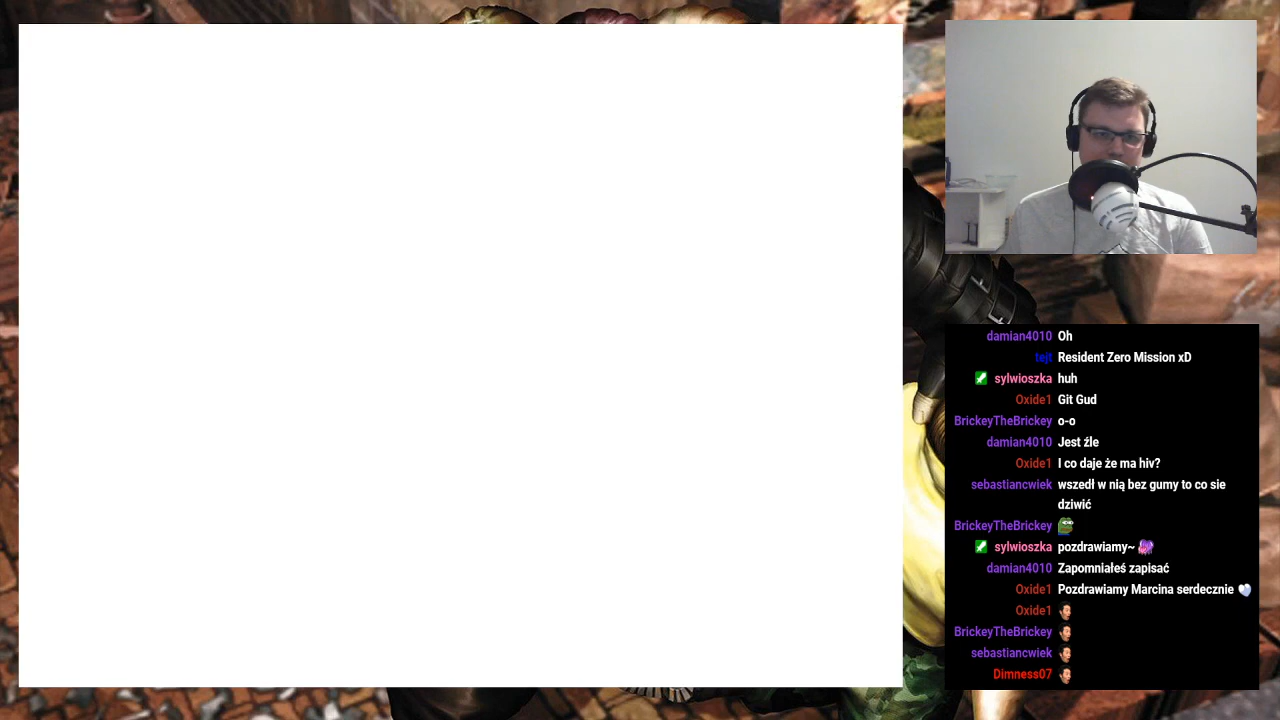 damian4010 Oh
tejt Resident Zero Mission xD
sylwioszka huh
Oxide1 Git Gud
BrickeyTheBrickey o-o
damian4010 Jest źle
Oxide1 I co daje że ma hiv?
sebastiancwiek wszedł w nią bez gumy to co sie
dziwić
BrickeyTheBrickey
sylwioszka pozdrawiamy~
damian4010 Zapomniałeś zapisać
Oxide1 Pozdrawiamy Marcina serdecznie
Oxide1
BrickeyTheBrickey
sebastiancwiek
Dimness07